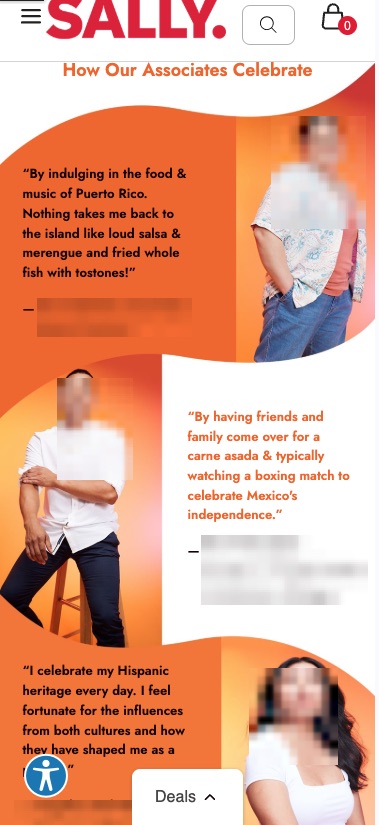 SALLY.
0
How Our Associates Celebrate
“By indulging in the food &
music of Puerto Rico.
Nothing takes me back to
the island like loud salsa &
merengue and fried whole
fish with tostones!”
—
“By having friends and
family come over for a
carne asada & typically
watching a boxing match to
celebrate Mexico's
independence.”
—
“I celebrate my Hispanic
heritage every day. I feel
fortunate for the influences
from both cultures and how
they have shaped me as a
”
Deals